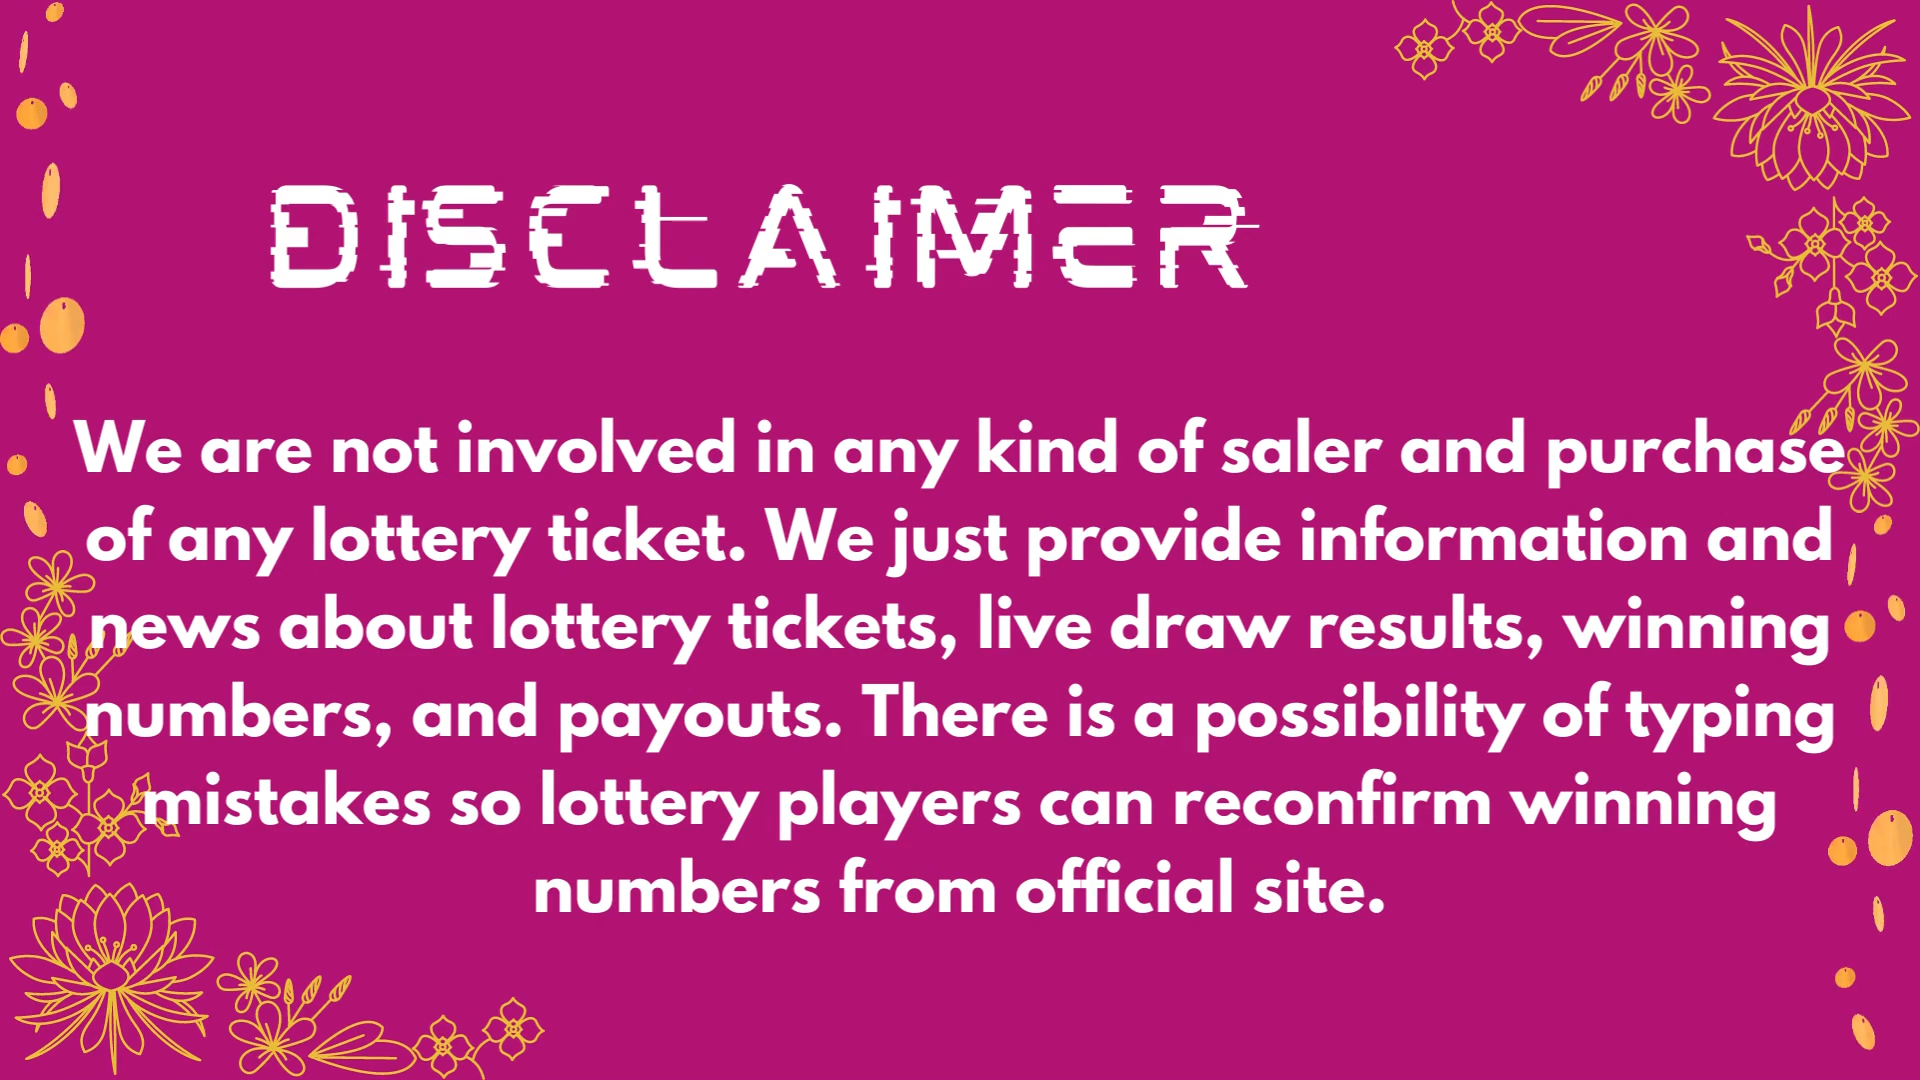 DISCLAIMER
We are not involved in any kind of saler and purchase
of any lottery ticket. We just provide information and
news about lottery tickets, live draw results, winning
numbers, and payouts. There is a possibility of typing
mistakes so lottery players can reconfirm winning
numbers from official site.